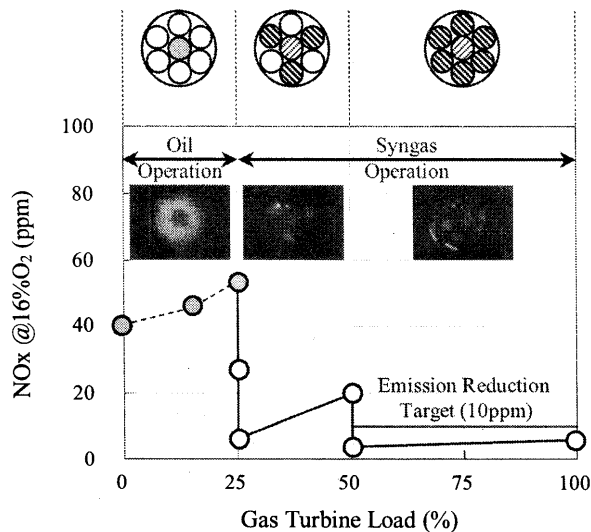 100
80
60
40
20
0
NOx @16%O₂ (ppm)
Oil
Operation
Syngas
Operation
Emission Reduction
Target (10ppm)
0 25 50 75 100
Gas Turbine Load (%)